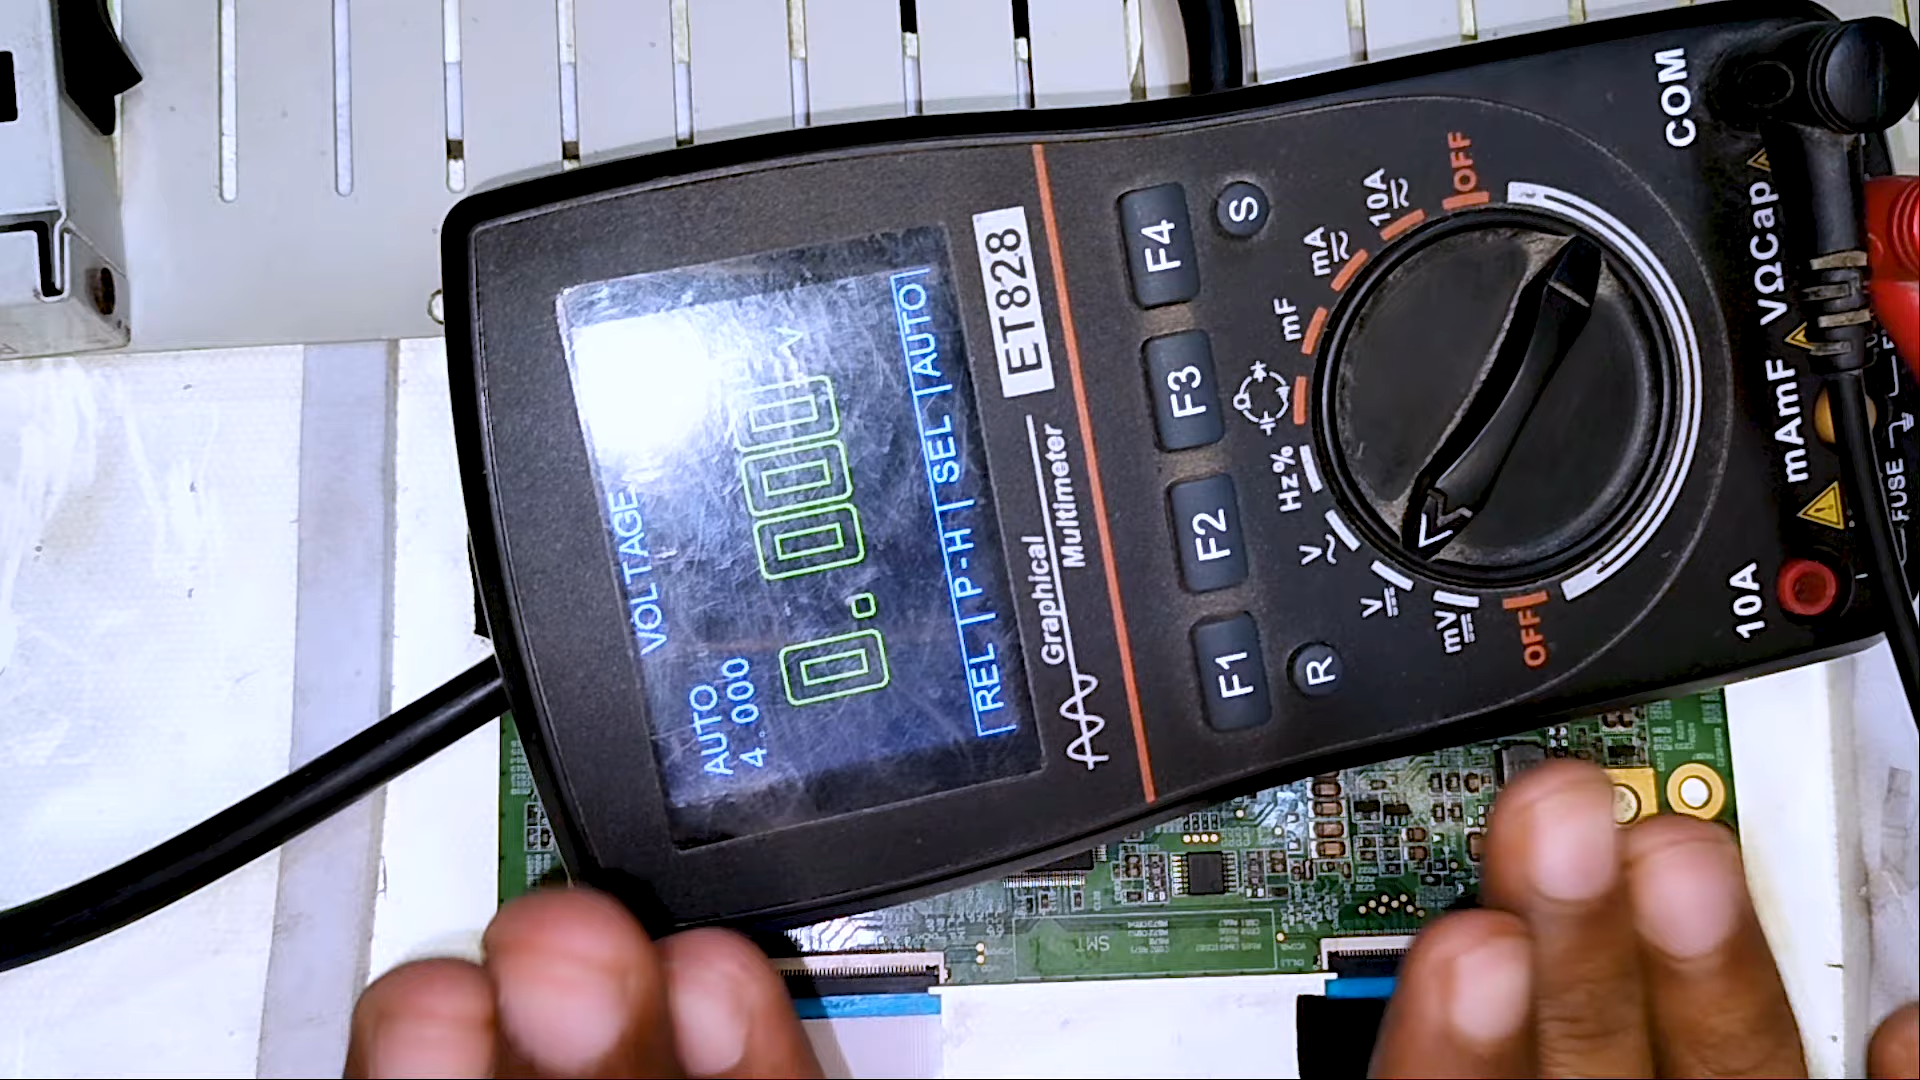 VOLTAGE
AUTO
4.000
0.000 V
REL P-H SEL AUTO
ET828
Graphical
Multimeter
F1 F2 F3 F4
R
S
OFF
mV
V
V
Hz%
mF
mA
10A
OFF
10A
mAmF
VΩCap
COM
FUSE
SMT